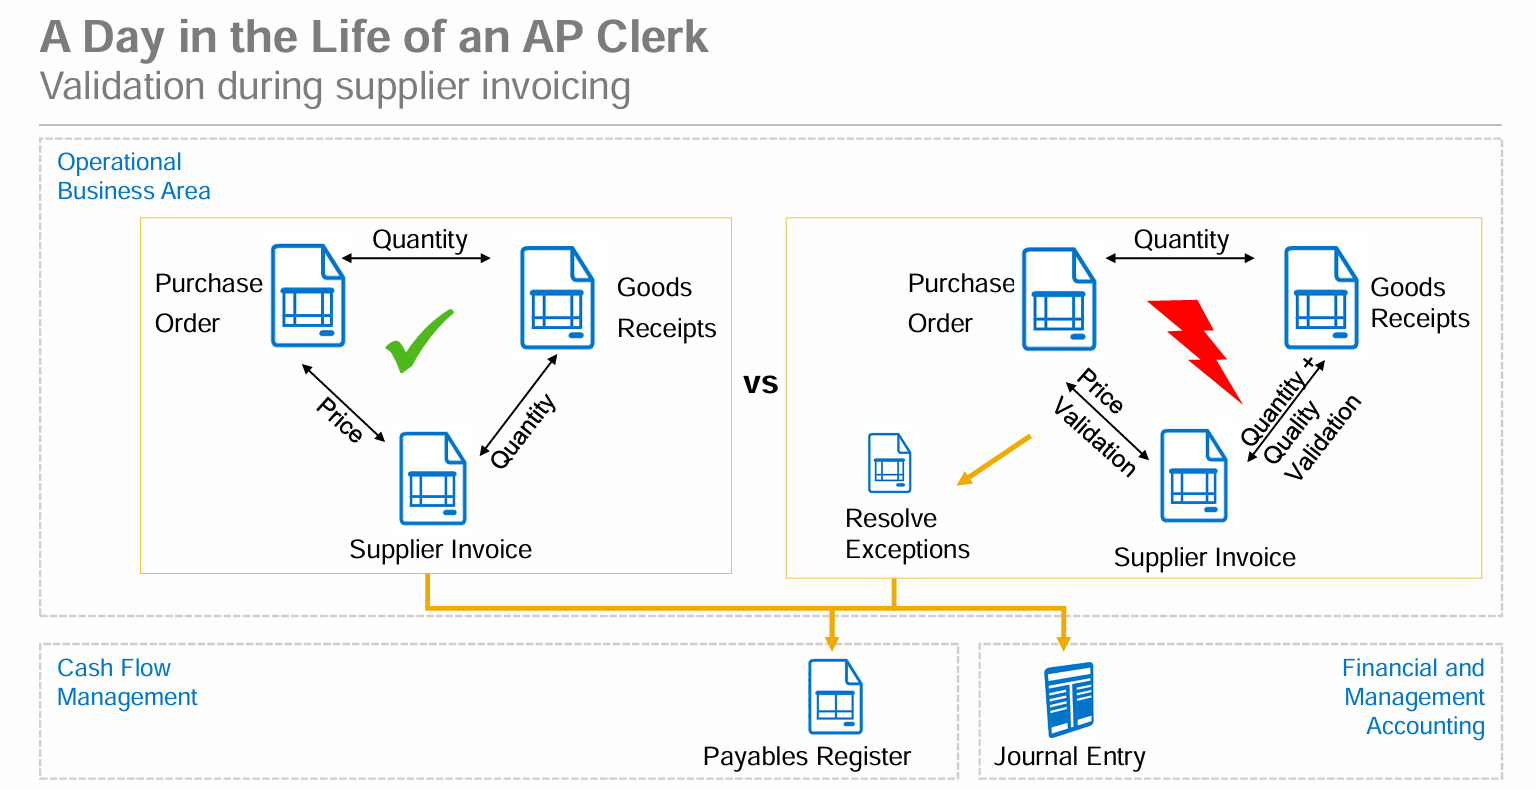 A Day in the Life of an AP Clerk
Validation during supplier invoicing
Operational
Business Area
Quantity
Purchase
Order
Goods
Receipts
Price
Quantity
Supplier Invoice
vs
Quantity
Purchase
Order
Goods
Receipts
Price
Validation
Quantity +
Quality
Validation
Resolve
Exceptions
Supplier Invoice
Cash Flow
Management
Payables Register
Financial and
Management
Accounting
Journal Entry